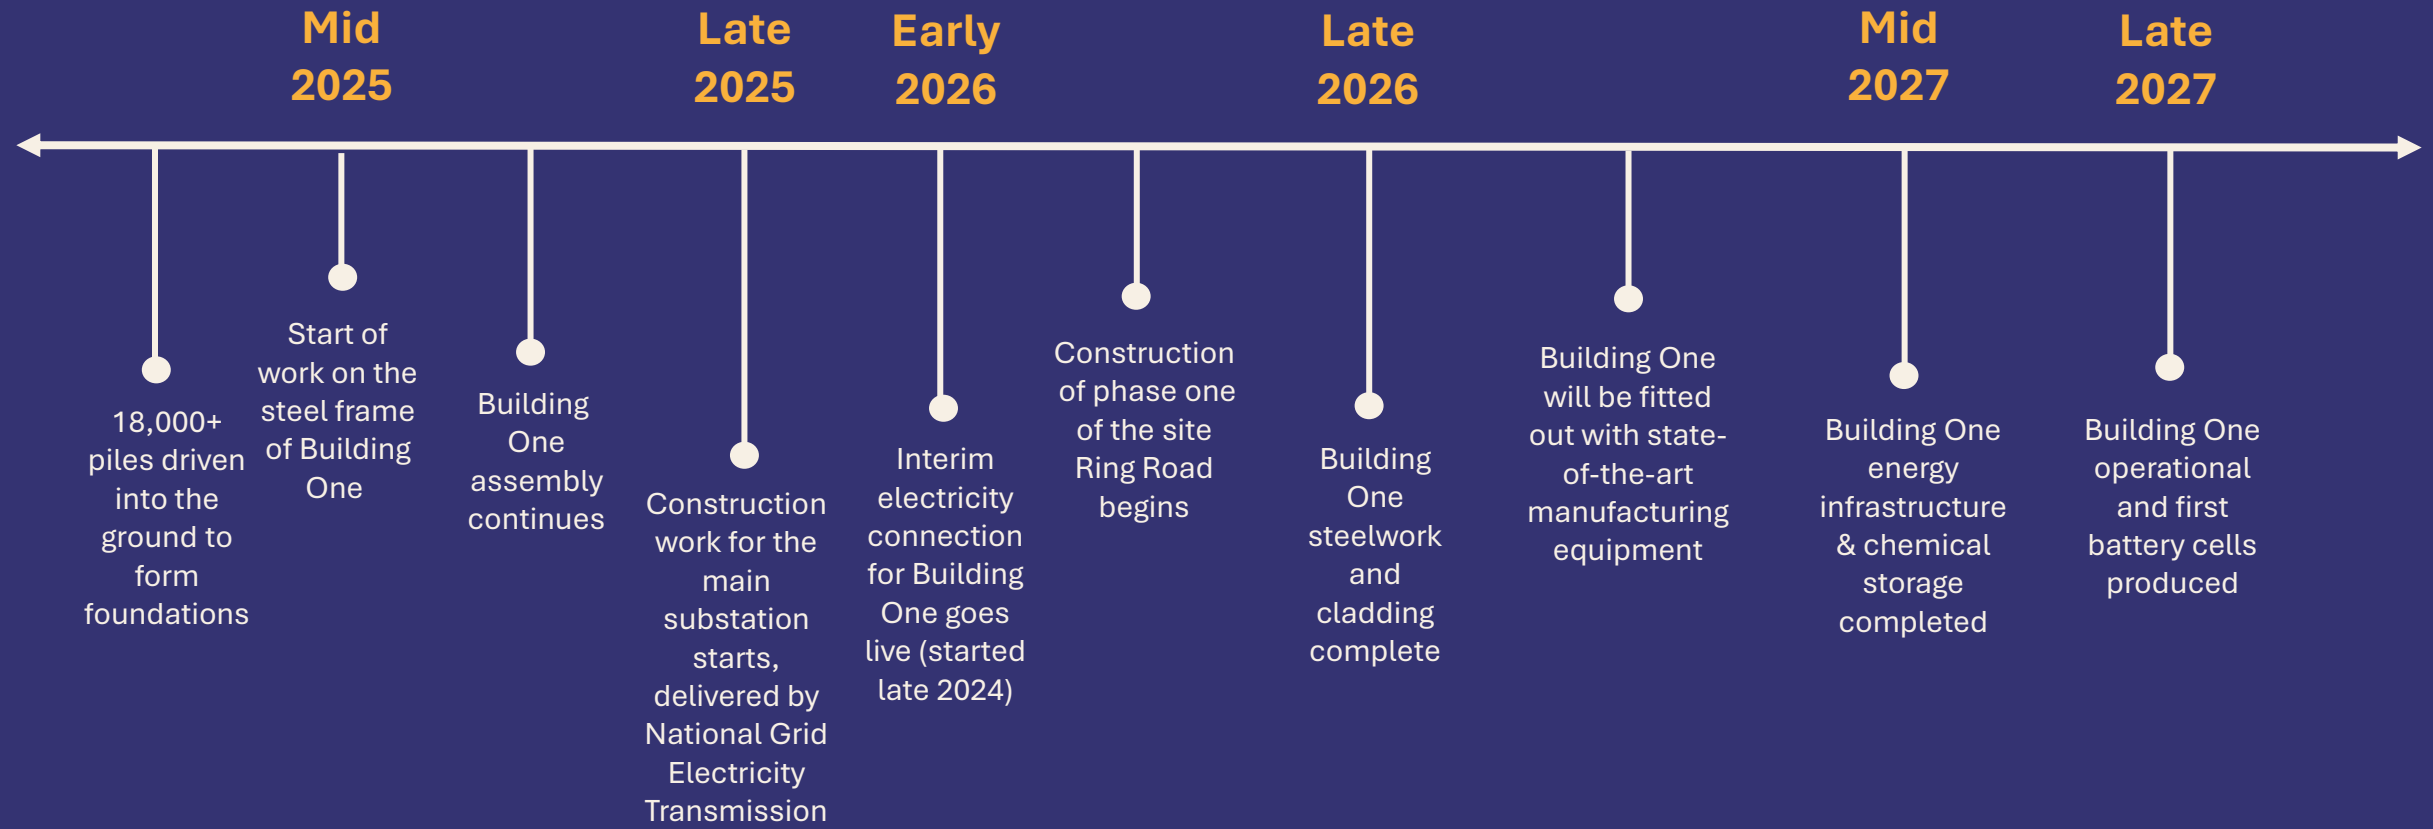 Mid
2025
Late
2025
Early
2026
Late
2026
Mid
2027
Late
2027
18,000+
piles driven
into the
ground to
form
foundations
Start of
work on the
steel frame
of Building
One
Building
One
assembly
continues
Construction
work for the
main
substation
starts,
delivered by
National Grid
Electricity
Transmission
Interim
electricity
connection
for Building
One goes
live (started
late 2024)
Construction
of phase one
of the site
Ring Road
begins
Building
One
steelwork
and
cladding
complete
Building One
will be fitted
out with state-
of-the-art
manufacturing
equipment
Building One
energy
infrastructure
& chemical
storage
completed
Building One
operational
and first
battery cells
produced